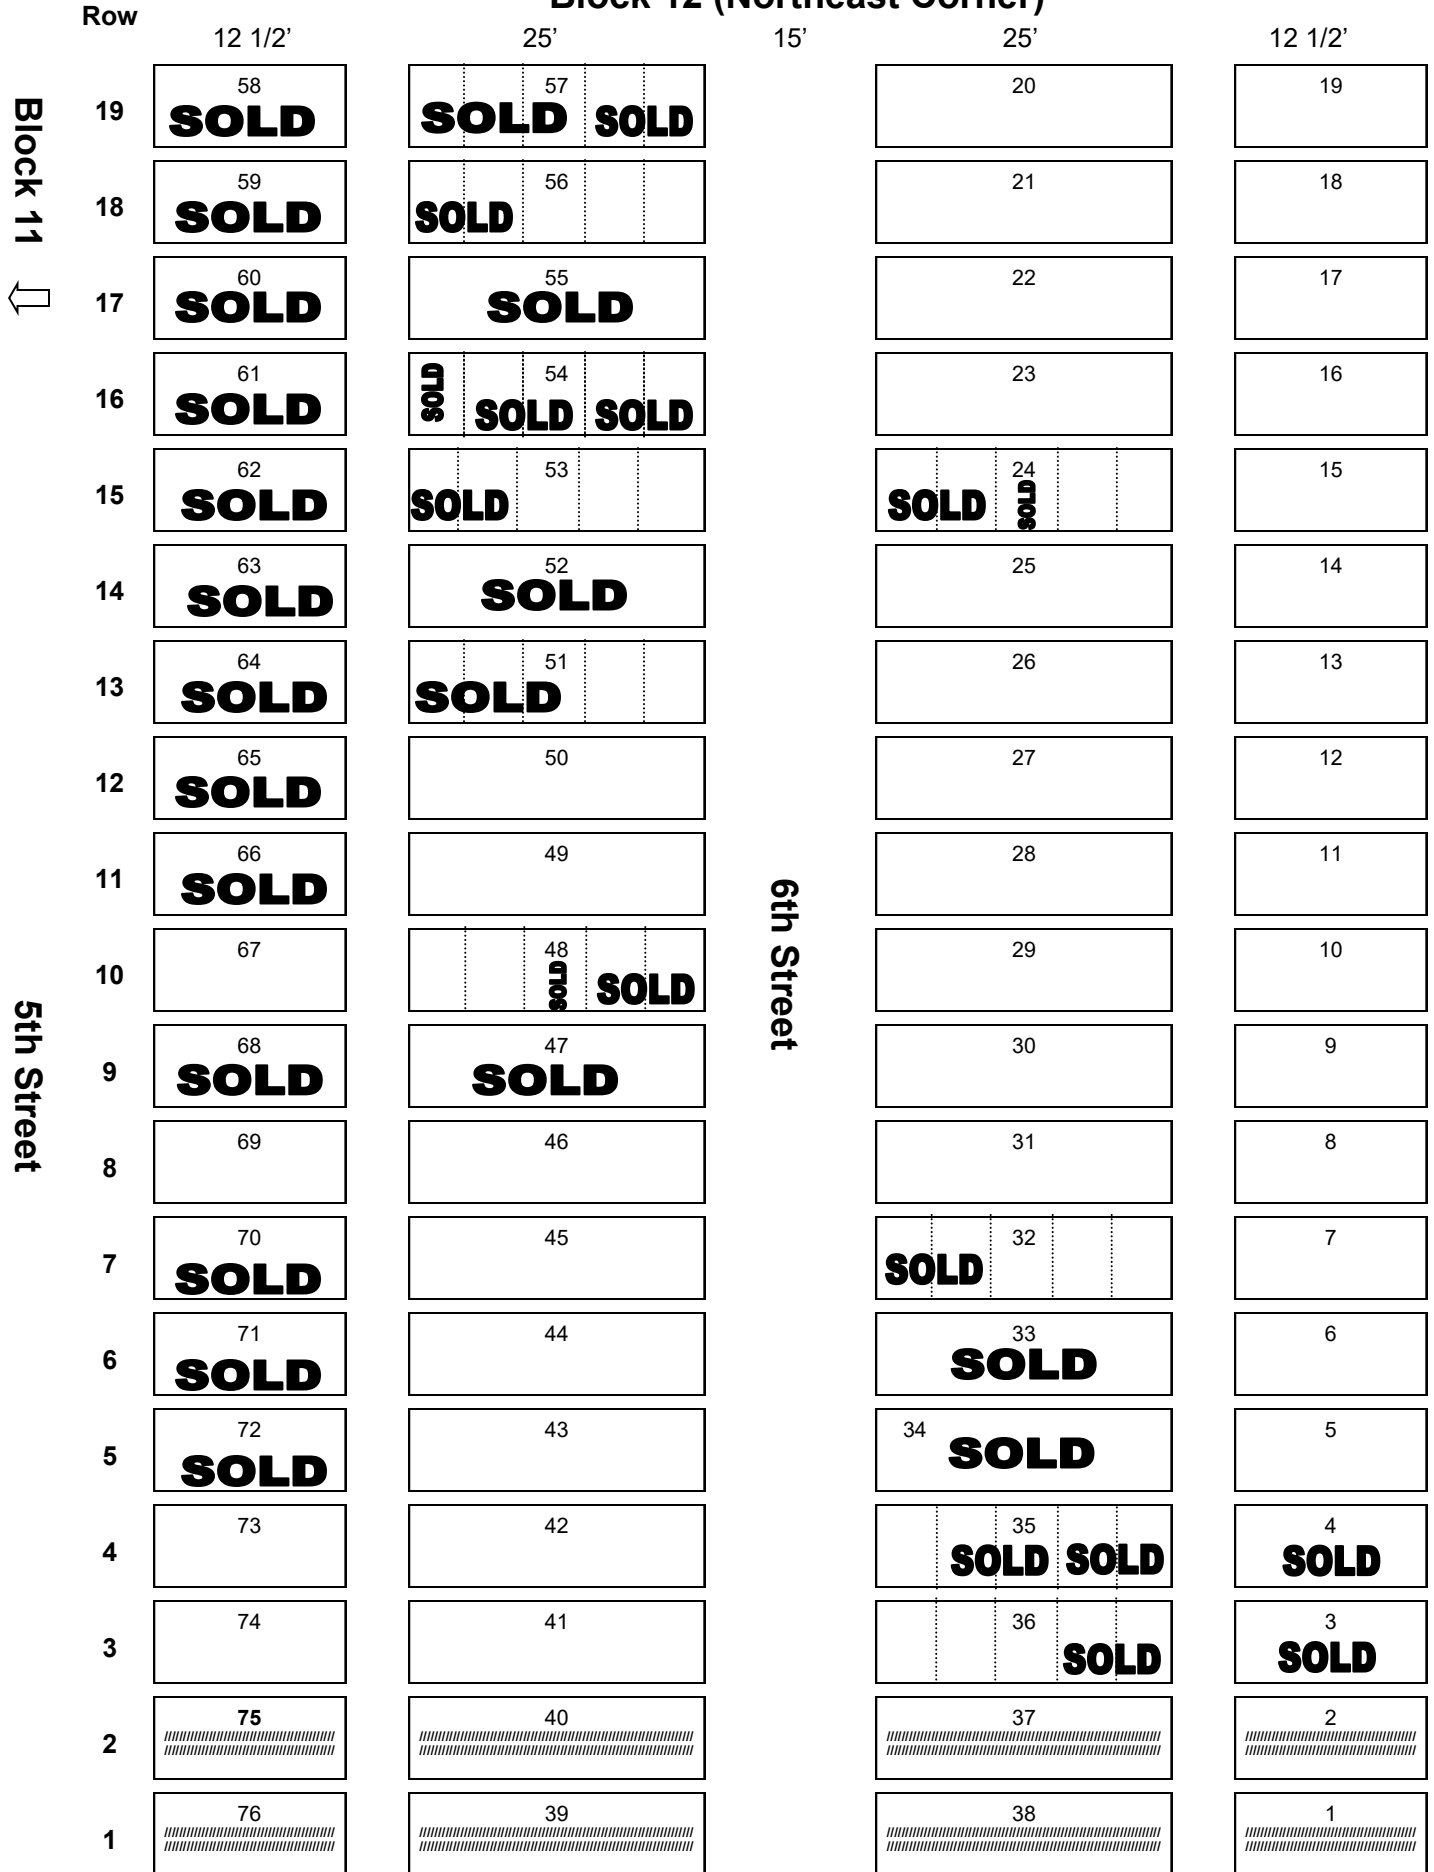 Block 12 (Northeast Corner)
Row
12 1/2’ 25’ 15’ 25’ 12 1/2’
Block 11
5th Street
6th Street
19 58 SOLD 57 SOLD SOLD 20 19
18 59 SOLD 56 SOLD 21 18
17 60 SOLD 55 SOLD 22 17
16 61 SOLD 54 SOLD SOLD SOLD 23 16
15 62 SOLD 53 SOLD 24 SOLD SOLD 15
14 63 SOLD 52 SOLD 25 14
13 64 SOLD 51 SOLD 26 13
12 65 SOLD 50 27 12
11 66 SOLD 49 28 11
10 67 48 SOLD SOLD 29 10
9 68 SOLD 47 SOLD 30 9
8 69 46 31 8
7 70 SOLD 45 32 SOLD 7
6 71 SOLD 44 33 SOLD 6
5 72 SOLD 43 34 SOLD 5
4 73 42 35 SOLD SOLD 4 SOLD
3 74 41 36 SOLD 3 SOLD
2 75 40 37 2
1 76 39 38 1